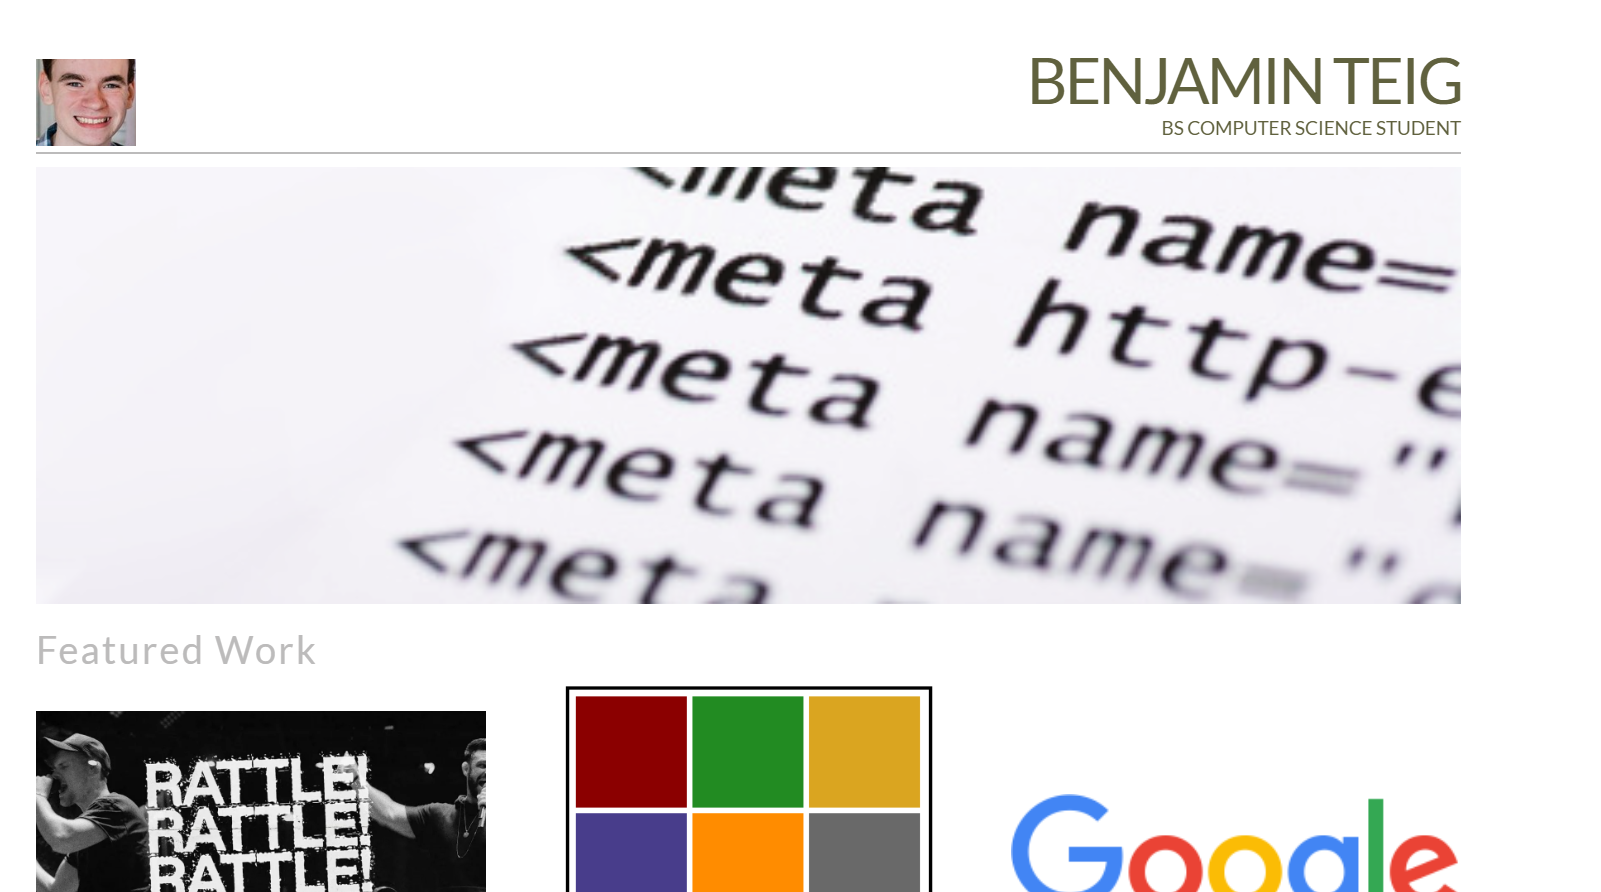 BENJAMIN TEIG
BS COMPUTER SCIENCE STUDENT
<meta name=
<meta http-e
<meta name="
<meta name="
<meta
Featured Work
RATTLE!
RATTLE!
RATTLE!
Google